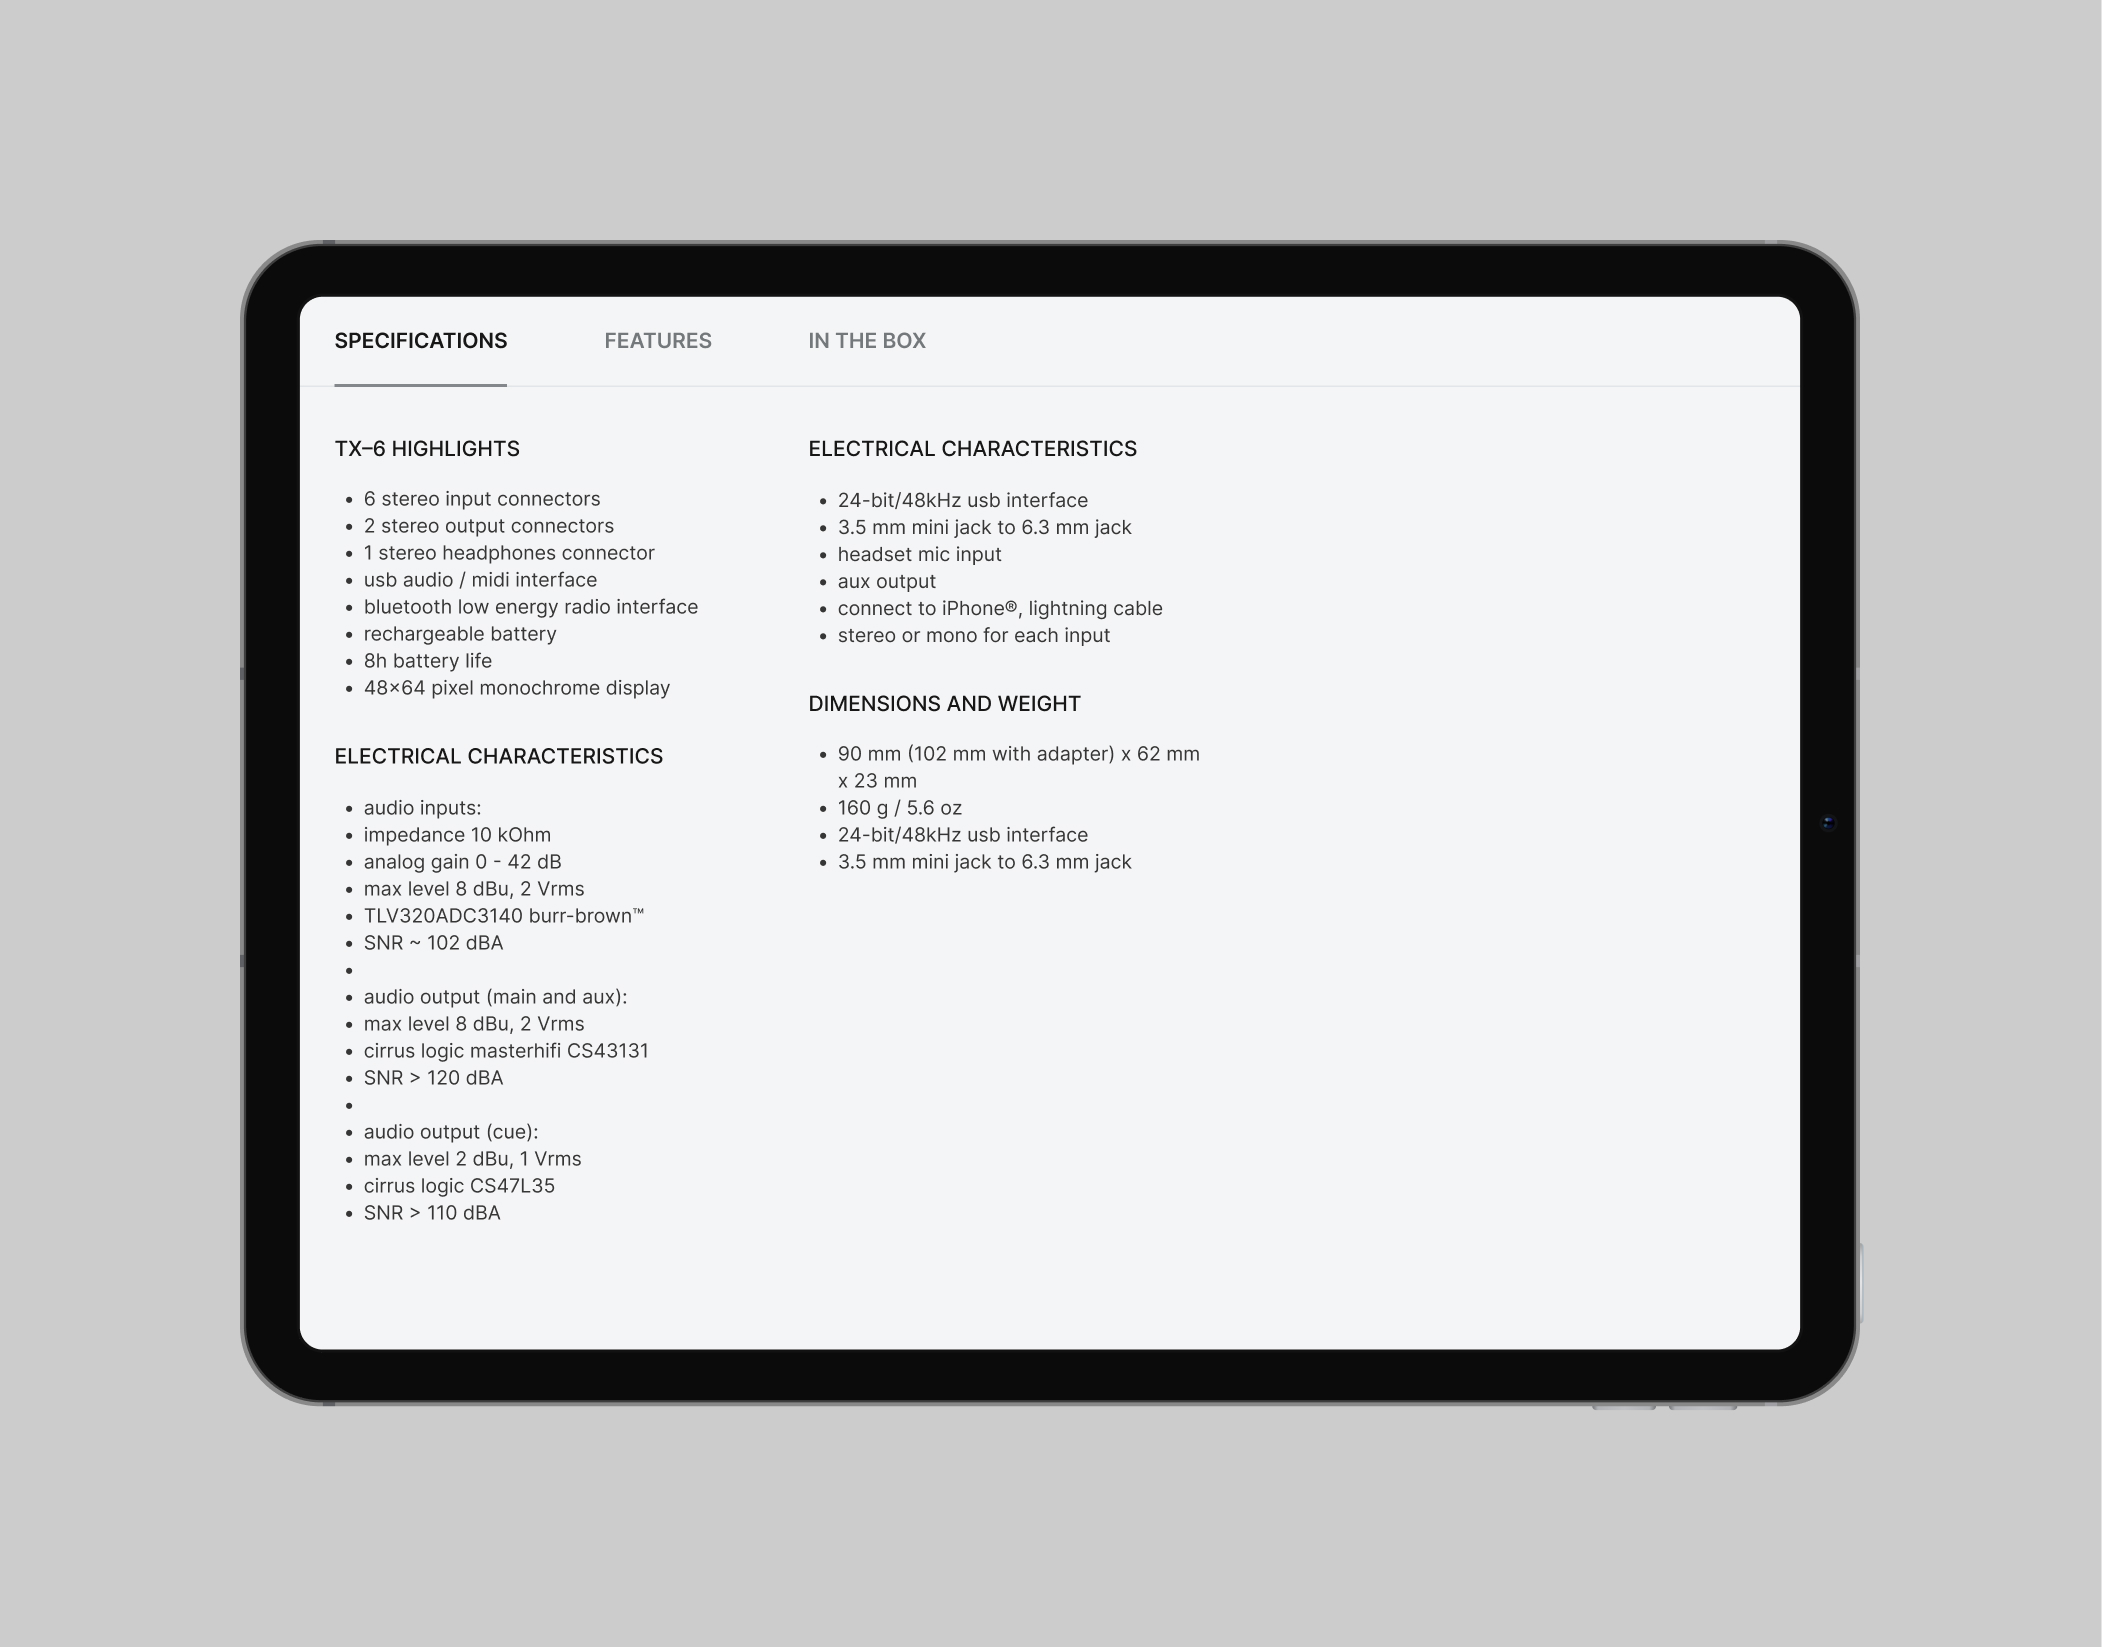 SPECIFICATIONS
FEATURES
IN THE BOX
TX–6 HIGHLIGHTS
• 6 stereo input connectors
• 2 stereo output connectors
• 1 stereo headphones connector
• usb audio / midi interface
• bluetooth low energy radio interface
• rechargeable battery
• 8h battery life
• 48×64 pixel monochrome display
ELECTRICAL CHARACTERISTICS
• audio inputs:
• impedance 10 kOhm
• analog gain 0 - 42 dB
• max level 8 dBu, 2 Vrms
• TLV320ADC3140 burr-brown™
• SNR ~ 102 dBA
•
• audio output (main and aux):
• max level 8 dBu, 2 Vrms
• cirrus logic masterhifi CS43131
• SNR > 120 dBA
•
• audio output (cue):
• max level 2 dBu, 1 Vrms
• cirrus logic CS47L35
• SNR > 110 dBA
ELECTRICAL CHARACTERISTICS
• 24-bit/48kHz usb interface
• 3.5 mm mini jack to 6.3 mm jack
• headset mic input
• aux output
• connect to iPhone®, lightning cable
• stereo or mono for each input
DIMENSIONS AND WEIGHT
• 90 mm (102 mm with adapter) x 62 mm
x 23 mm
• 160 g / 5.6 oz
• 24-bit/48kHz usb interface
• 3.5 mm mini jack to 6.3 mm jack